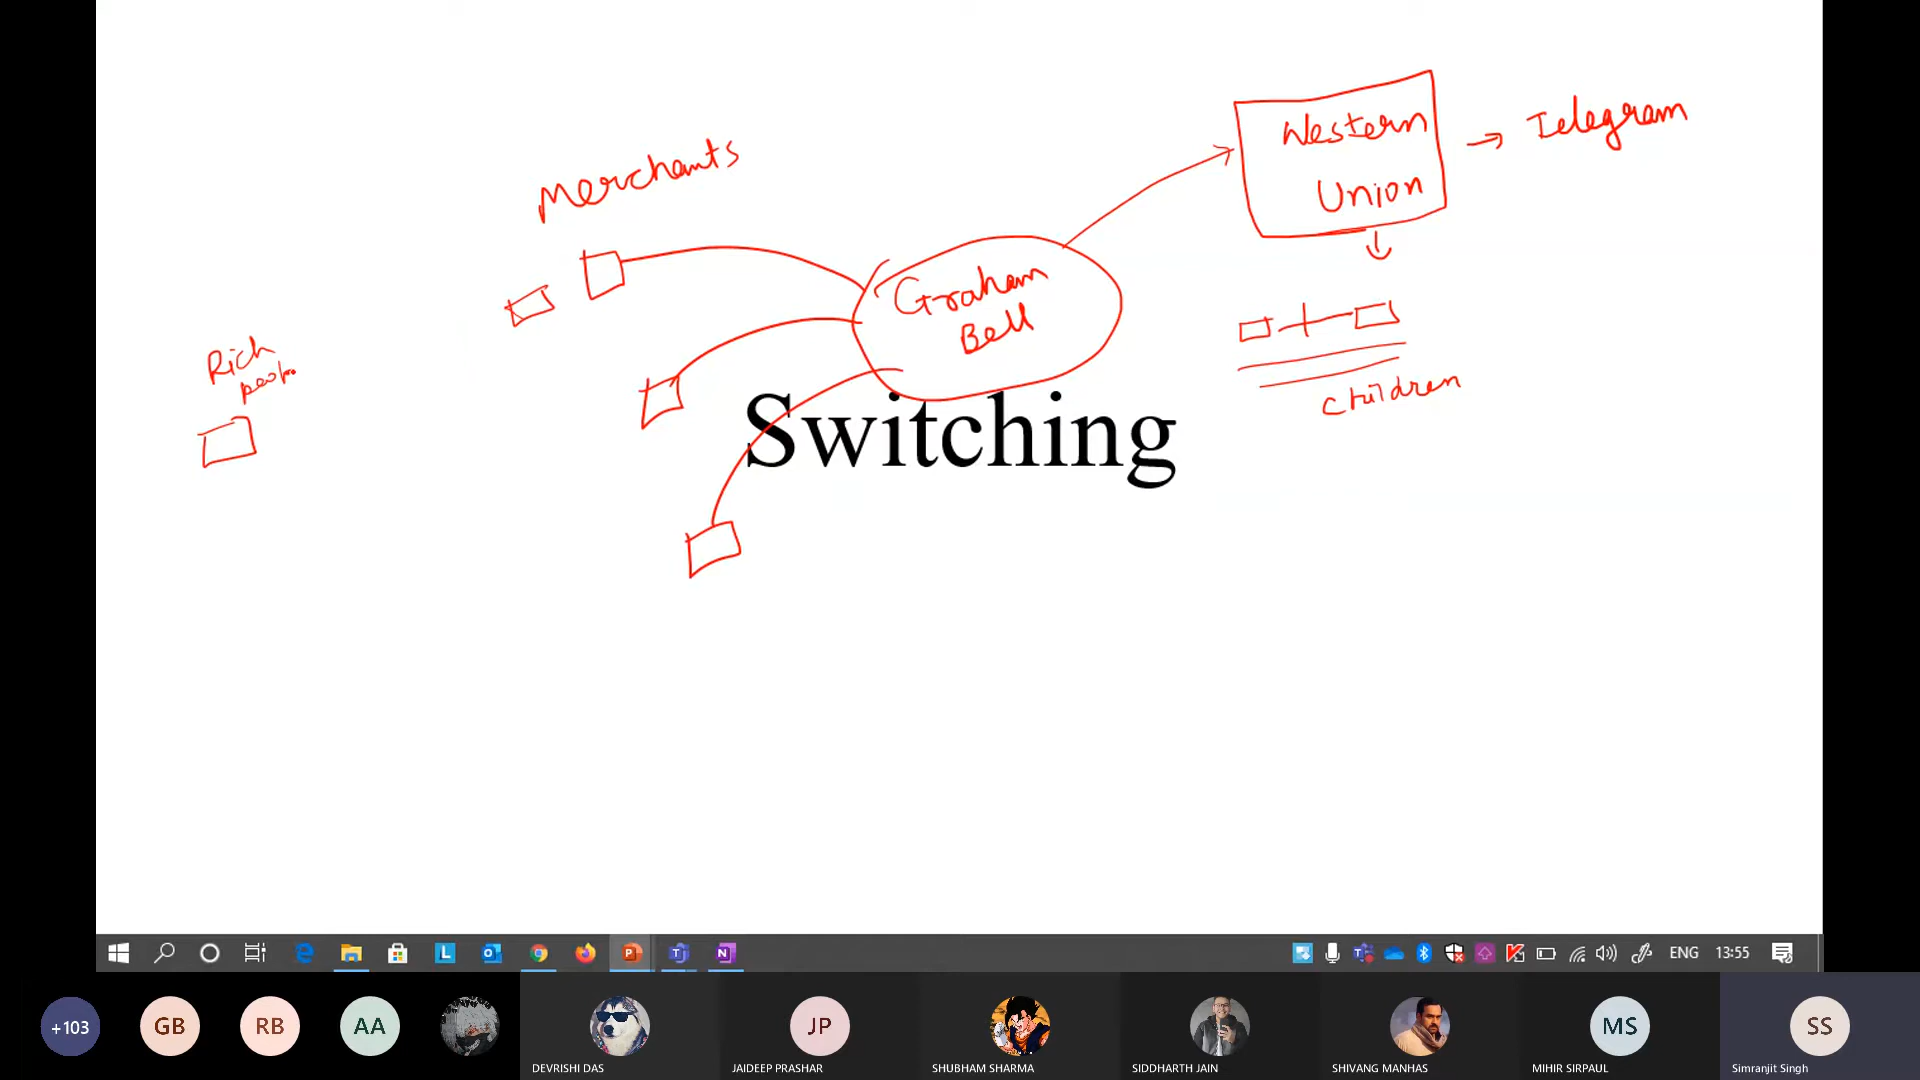 Western
Union
→ Telegram
Merchants
Graham
Bell
Rich
Children
Switching
ENG
13:55
+103
GB
RB
AA
JP
MS
SS
DEVRISHI DAS
JAIDEEP PRASHAR
SHUBHAM SHARMA
SIDDHARTH JAIN
SHIVANG MANHAS
MIHIR SIRPAUL
Simranjit Singh